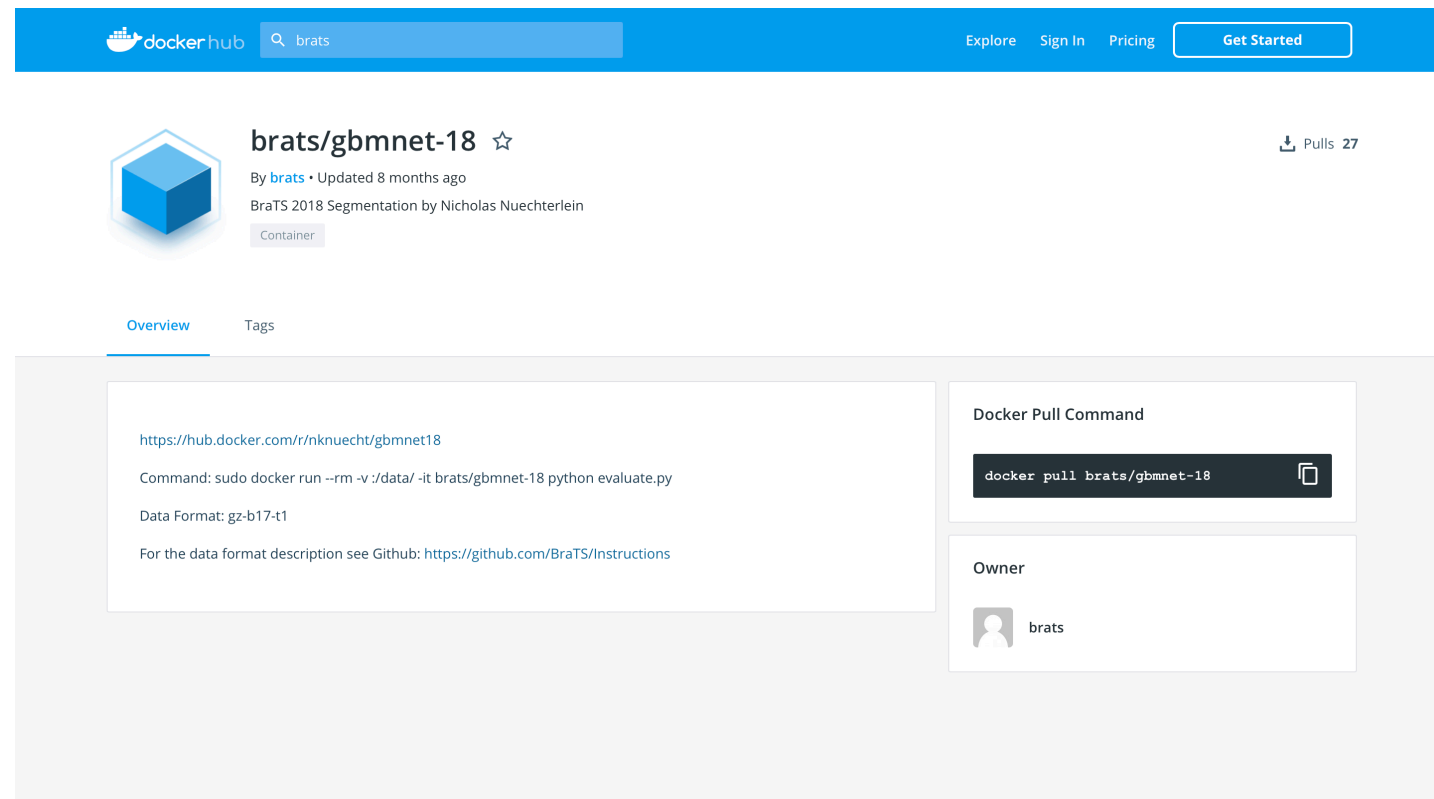 dockerhub brats Explore Sign In Pricing Get Started
brats/gbmnet-18
Pulls 27
By brats • Updated 8 months ago
BraTS 2018 Segmentation by Nicholas Nuechterlein
Container
Overview Tags
https://hub.docker.com/r/nknuecht/gbmnet18
Command: sudo docker run --rm -v :/data/ -it brats/gbmnet-18 python evaluate.py
Data Format: gz-b17-t1
For the data format description see Github: https://github.com/BraTS/Instructions
Docker Pull Command
docker pull brats/gbmnet-18
Owner
brats